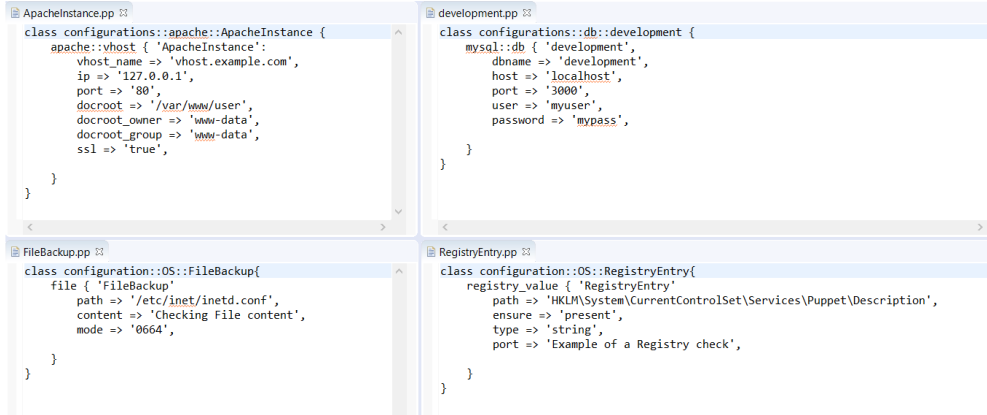 ApacheInstance.pp
class configurations::apache::ApacheInstance {
apache::vhost { 'ApacheInstance':
vhost_name => 'vhost.example.com',
ip => '127.0.0.1',
port => '80',
docroot => '/var/www/user',
docroot_owner => 'www-data',
docroot_group => 'www-data',
ssl => 'true',
}
}
development.pp
class configurations::db::development {
mysql::db { 'development',
dbname => 'development',
host => 'localhost',
port => '3000',
user => 'myuser',
password => 'mypass',
}
}
FileBackup.pp
class configuration::OS::FileBackup{
file { 'FileBackup'
path => '/etc/inet/inetd.conf',
content => 'Checking File content',
mode => '0664',
}
}
RegistryEntry.pp
class configuration::OS::RegistryEntry{
registry_value { 'RegistryEntry'
path => 'HKLM\System\CurrentControlSet\Services\Puppet\Description',
ensure => 'present',
type => 'string',
port => 'Example of a Registry check',
}
}